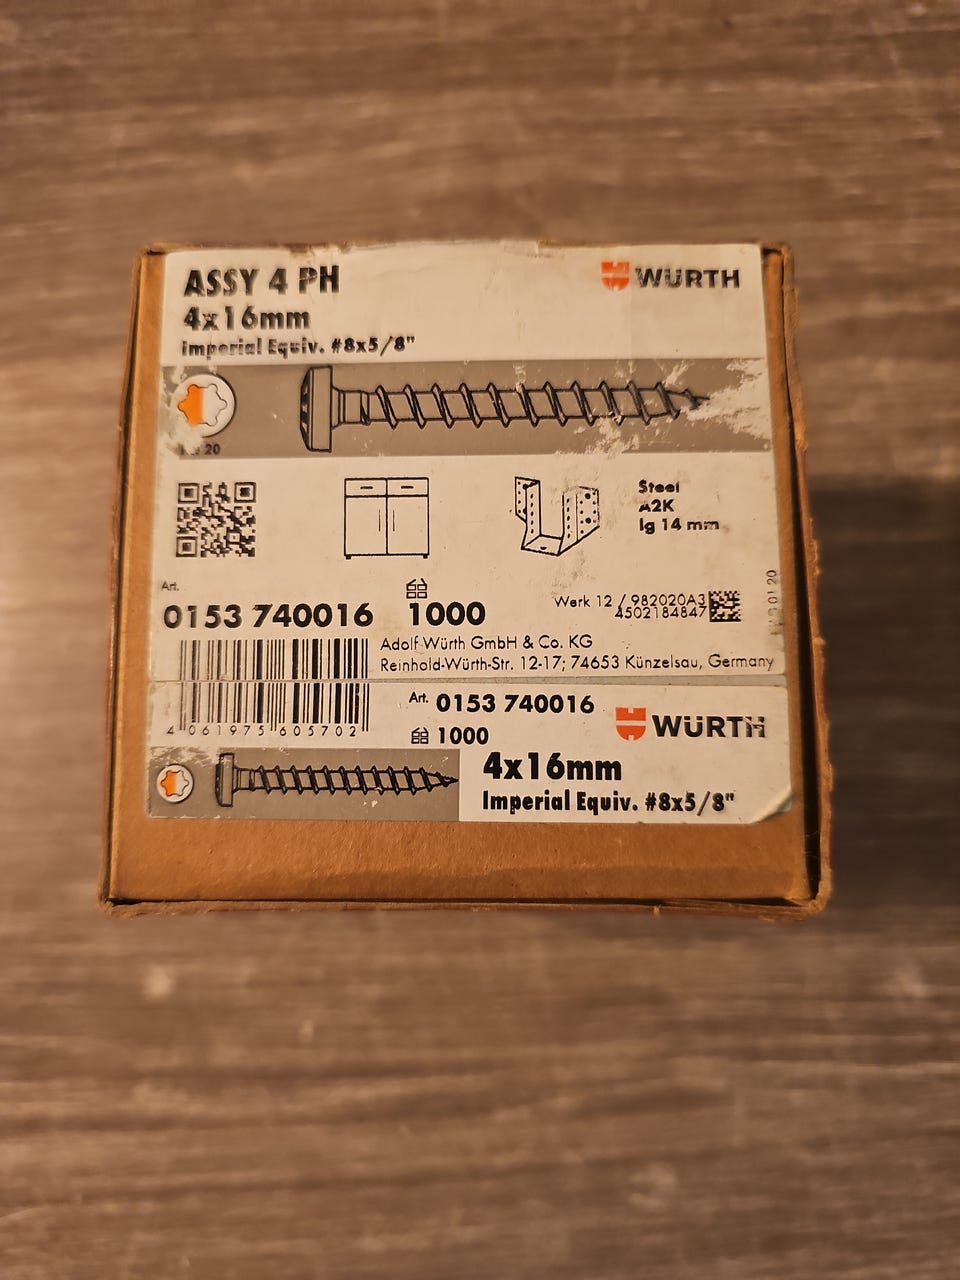 ASSY 4 PH
WÜRTH
4x16mm
Imperial Equiv. #8x5/8"
20
Steel
A2K
lg 14 mm
Art.
0153 740016
1000
Werk 12 / 982020A3
4502184847
Adolf Würth GmbH & Co. KG
Reinhold-Würth-Str. 12-17; 74653 Künzelsau, Germany
4 061975 605702
Art. 0153 740016
1000
WÜRTH
4x16mm
Imperial Equiv. #8x5/8"